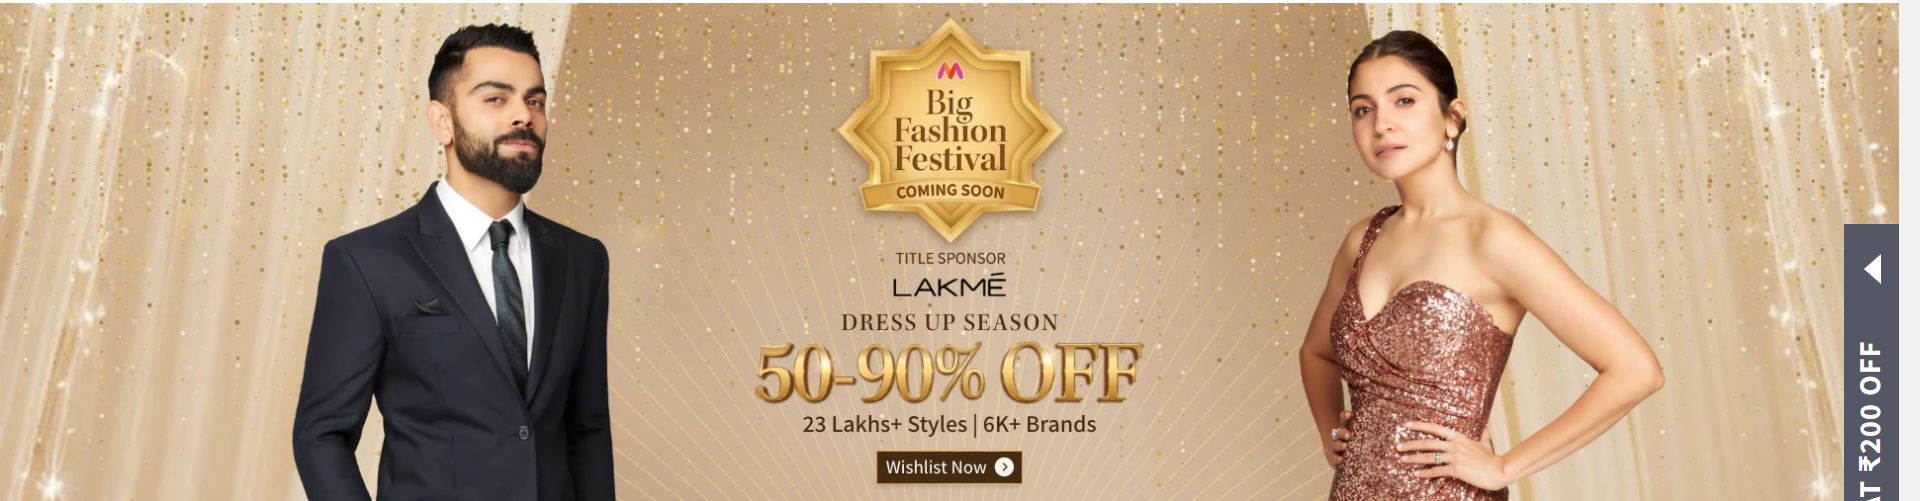 Big
Fashion
Festival
COMING SOON
TITLE SPONSOR
LAKMÉ
DRESS UP SEASON
50-90% OFF
23 Lakhs+ Styles | 6K+ Brands
Wishlist Now
₹200 OFF